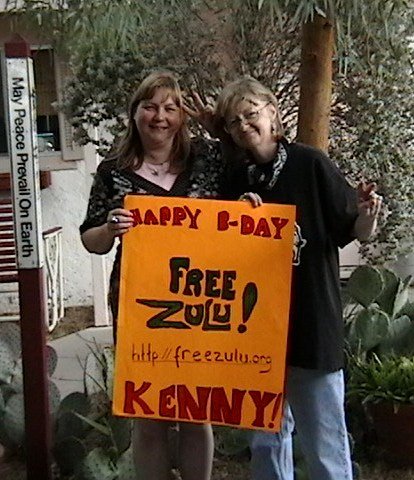 May Peace Prevail On Earth
HAPPY B-DAY
FREE
ZULU!
http://freezulu.org
KENNY!